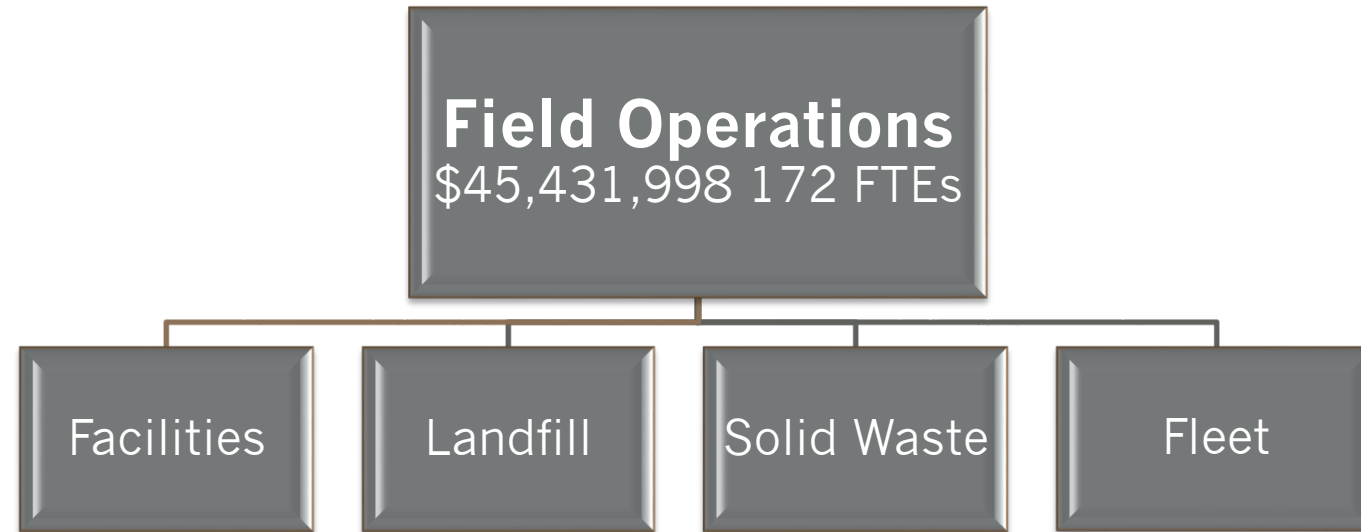 Field Operations
$45,431,998 172 FTEs
Facilities
Landfill
Solid Waste
Fleet